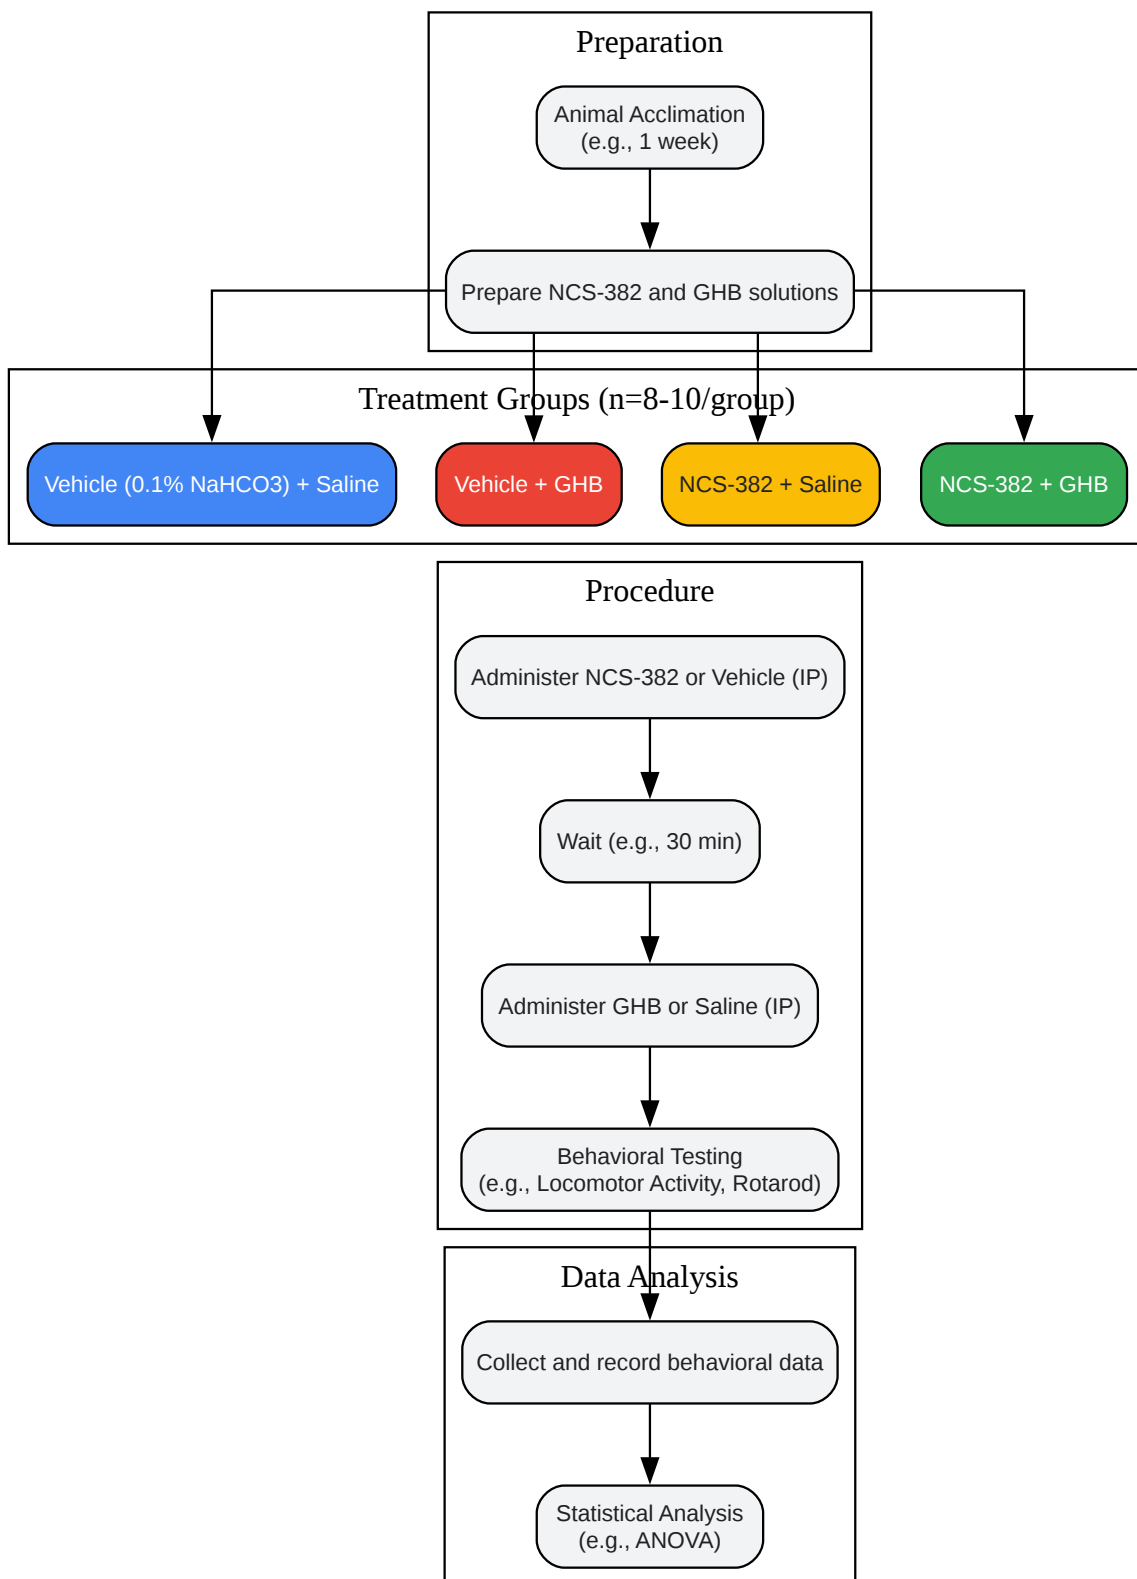 Preparation
Animal Acclimation
(e.g., 1 week)
Prepare NCS-382 and GHB solutions
Treatment Groups (n=8-10/group)
Vehicle (0.1% NaHCO3) + Saline
Vehicle + GHB
NCS-382 + Saline
NCS-382 + GHB
Procedure
Administer NCS-382 or Vehicle (IP)
Wait (e.g., 30 min)
Administer GHB or Saline (IP)
Behavioral Testing
(e.g., Locomotor Activity, Rotarod)
Data Analysis
Collect and record behavioral data
Statistical Analysis
(e.g., ANOVA)